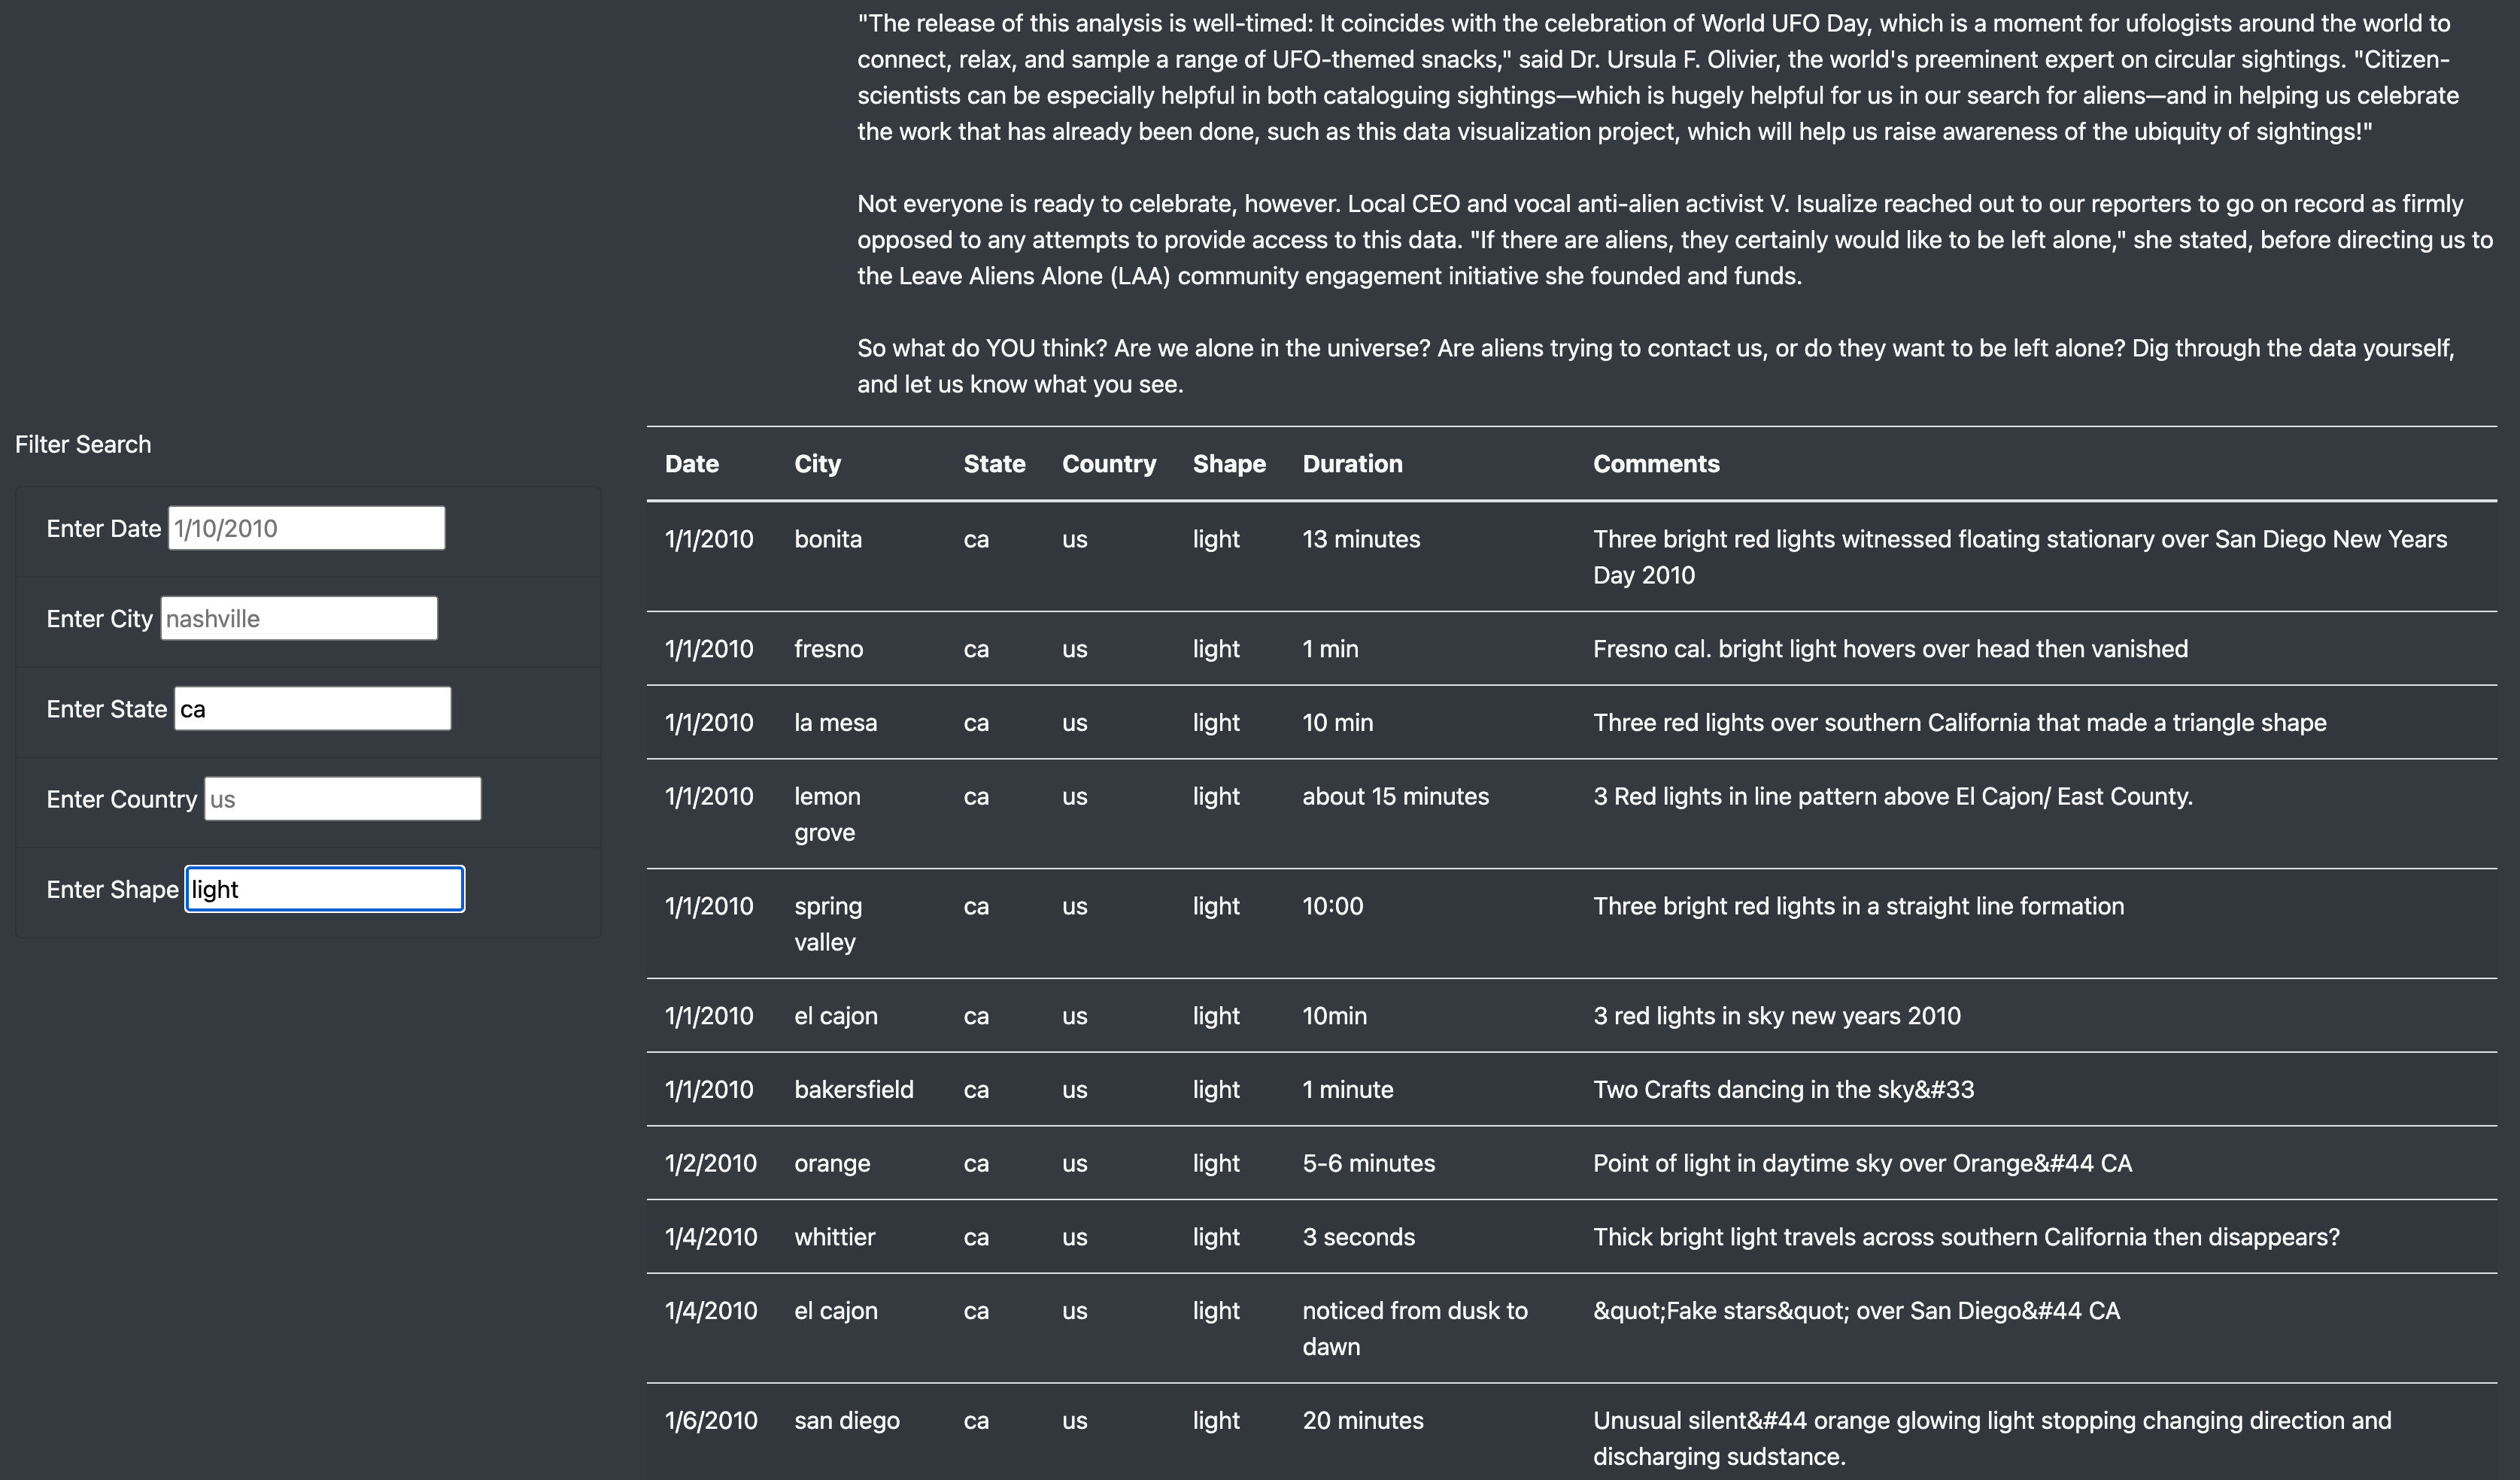 "The release of this analysis is well-timed: It coincides with the celebration of World UFO Day, which is a moment for ufologists around the world to
connect, relax, and sample a range of UFO-themed snacks," said Dr. Ursula F. Olivier, the world's preeminent expert on circular sightings. "Citizen-
scientists can be especially helpful in both cataloguing sightings—which is hugely helpful for us in our search for aliens—and in helping us celebrate
the work that has already been done, such as this data visualization project, which will help us raise awareness of the ubiquity of sightings!"
Not everyone is ready to celebrate, however. Local CEO and vocal anti-alien activist V. Isualize reached out to our reporters to go on record as firmly
opposed to any attempts to provide access to this data. "If there are aliens, they certainly would like to be left alone," she stated, before directing us to
the Leave Aliens Alone (LAA) community engagement initiative she founded and funds.
So what do YOU think? Are we alone in the universe? Are aliens trying to contact us, or do they want to be left alone? Dig through the data yourself,
and let us know what you see.
Filter Search
Enter Date 1/10/2010
Enter City nashville
Enter State ca
Enter Country us
Enter Shape light
Date City State Country Shape Duration Comments
1/1/2010 bonita ca us light 13 minutes Three bright red lights witnessed floating stationary over San Diego New Years
Day 2010
1/1/2010 fresno ca us light 1 min Fresno cal. bright light hovers over head then vanished
1/1/2010 la mesa ca us light 10 min Three red lights over southern California that made a triangle shape
1/1/2010 lemon ca us light about 15 minutes 3 Red lights in line pattern above El Cajon/ East County.
grove
1/1/2010 spring ca us light 10:00 Three bright red lights in a straight line formation
valley
1/1/2010 el cajon ca us light 10min 3 red lights in sky new years 2010
1/1/2010 bakersfield ca us light 1 minute Two Crafts dancing in the sky&#33
1/2/2010 orange ca us light 5-6 minutes Point of light in daytime sky over Orange&#44 CA
1/4/2010 whittier ca us light 3 seconds Thick bright light travels across southern California then disappears?
1/4/2010 el cajon ca us light noticed from dusk to &quot;Fake stars&quot; over San Diego&#44 CA
dawn
1/6/2010 san diego ca us light 20 minutes Unusual silent&#44 orange glowing light stopping changing direction and
discharging sudstance.